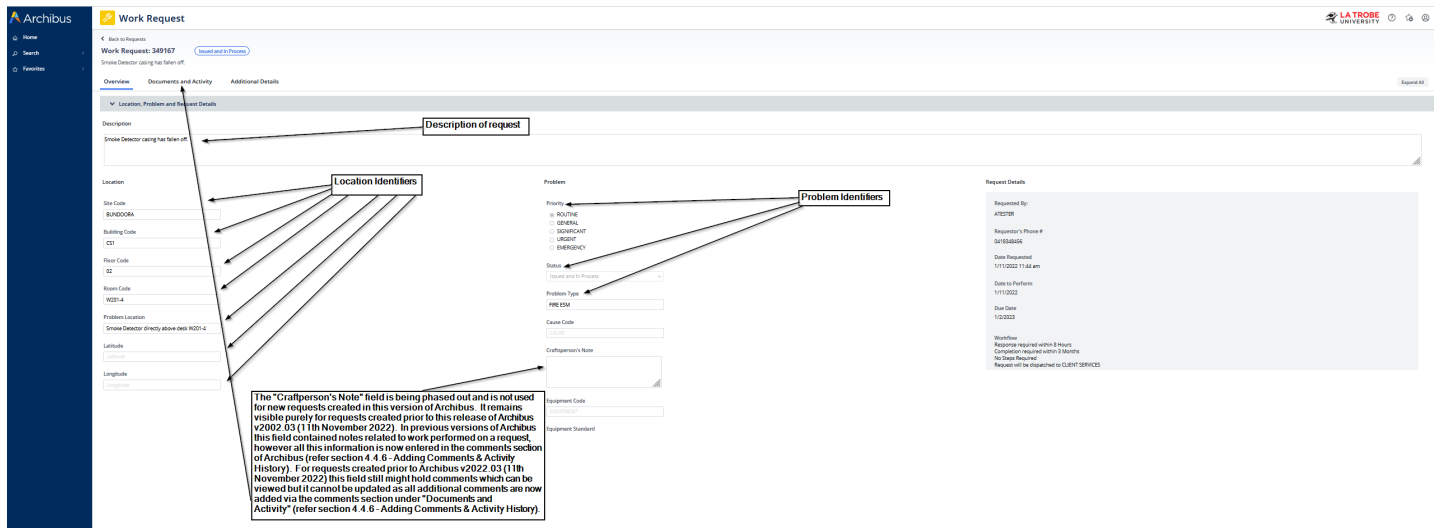 Archibus
Work Request
LA TROBE
UNIVERSITY
Home
Search
Favorites
Back to Requests
Work Request: 349167
Issued and In Process
Smoke Detector casing has fallen off.
Overview
Documents and Activity
Additional Details
Expand All
Location, Problem and Request Details
Description
Description of request
Smoke Detector casing has fallen off.
Location
Location Identifiers
Site Code
BUNDOORA
Building Code
CS1
Floor Code
02
Room Code
W201-4
Problem Location
Smoke Detector directly above desk W201-4
Latitude
Latitude
Longitude
Longitude
Problem
Problem Identifiers
Priority
ROUTINE
GENERAL
SIGNIFICANT
URGENT
EMERGENCY
Status
Issued and In Process
Problem Type
FIRE ESM
Cause Code
CAUSE
Craftsperson's Note
Equipment Code
EQUIPMENT
Equipment Standard
Request Details
Requested By:
ATESTER
Requestor's Phone #
0418348456
Date Requested
1/11/2022 11:44 am
Date to Perform
1/11/2022
Due Date
1/2/2023
Workflow
Response required within 8 Hours
Completion required within 3 Months
No Steps Required
Request will be dispatched to CLIENT SERVICES
The "Craftperson's Note" field is being phased out and is not used
for new requests created in this version of Archibus. It remains
visible purely for requests created prior to this release of Archibus
v2002.03 (11th November 2022). In previous versions of Archibus
this field contained notes related to work performed on a request,
however all this information is now entered in the comments section
of Archibus (refer section 4.4.6 - Adding Comments & Activity
History). For requests created prior to Archibus v2022.03 (11th
November 2022) this field still might hold comments which can be
viewed but it cannot be updated as all additional comments are now
added via the comments section under "Documents and
Activity" (refer section 4.4.6 - Adding Comments & Activity History).